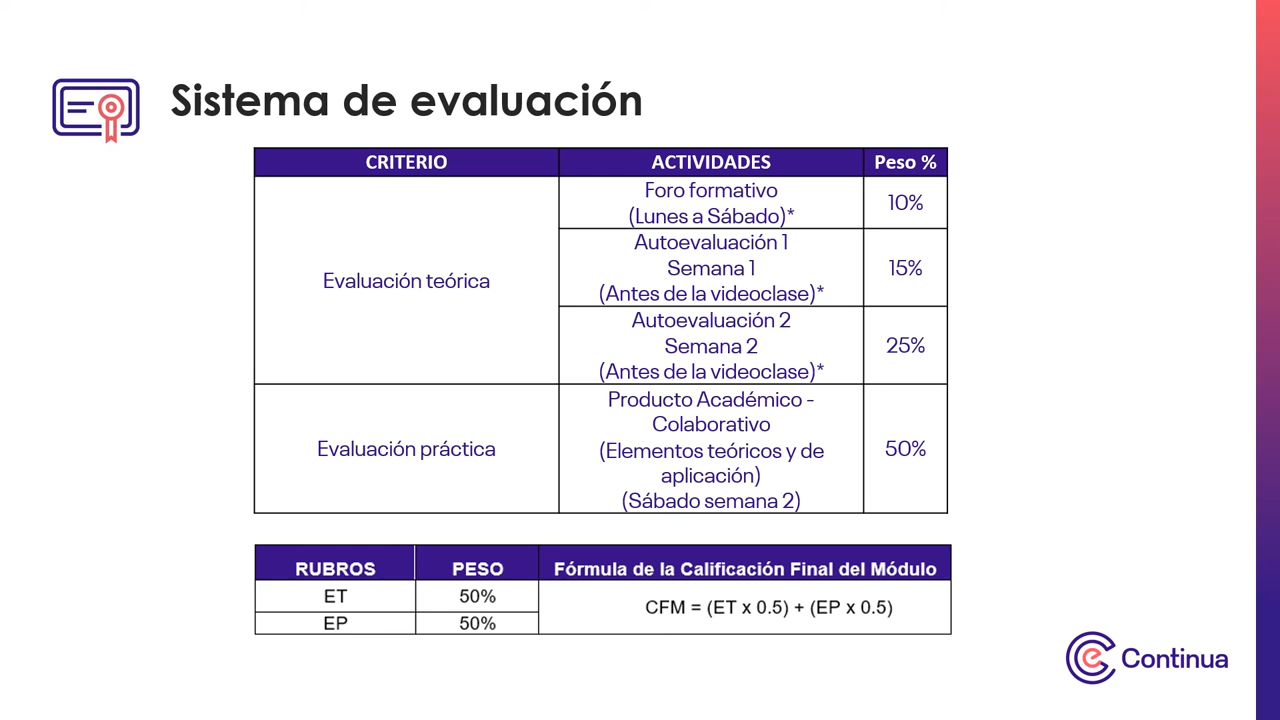 Sistema de evaluación
CRITERIO ACTIVIDADES Peso %
Evaluación teórica
Foro formativo
(Lunes a Sábado)*
10%
Autoevaluación 1
Semana 1
(Antes de la videoclase)*
15%
Autoevaluación 2
Semana 2
(Antes de la videoclase)*
25%
Evaluación práctica
Producto Académico -
Colaborativo
(Elementos teóricos y de
aplicación)
(Sábado semana 2)
50%
RUBROS PESO Fórmula de la Calificación Final del Módulo
ET 50%
CFM = (ET x 0.5) + (EP x 0.5)
EP 50%
Continua